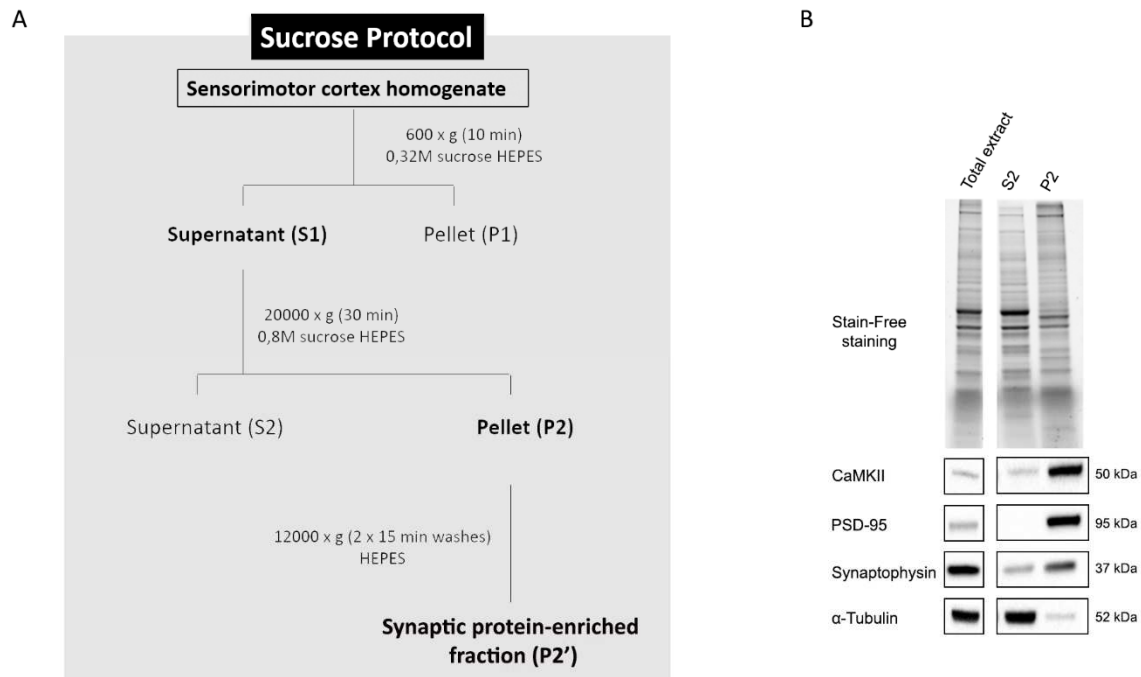 A
Sucrose Protocol
Sensorimotor cortex homogenate
600 x g (10 min)
0,32M sucrose HEPES
Supernatant (S1)
Pellet (P1)
20000 x g (30 min)
0,8M sucrose HEPES
Supernatant (S2)
Pellet (P2)
12000 x g (2 x 15 min washes)
HEPES
Synaptic protein-enriched
fraction (P2’)
B
Total extract
S2
P2
Stain-Free
staining
CaMKII
50 kDa
PSD-95
95 kDa
Synaptophysin
37 kDa
α-Tubulin
52 kDa